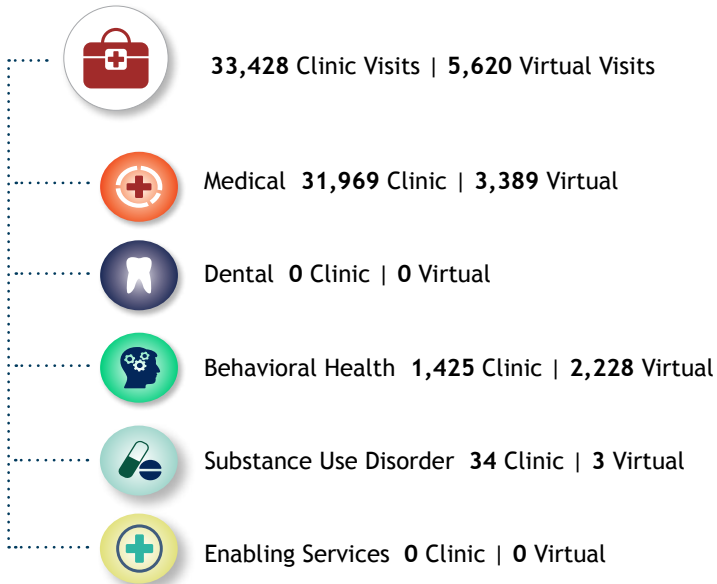 33,428 Clinic Visits | 5,620 Virtual Visits
Medical 31,969 Clinic | 3,389 Virtual
Dental 0 Clinic | 0 Virtual
Behavioral Health 1,425 Clinic | 2,228 Virtual
Substance Use Disorder 34 Clinic | 3 Virtual
Enabling Services 0 Clinic | 0 Virtual